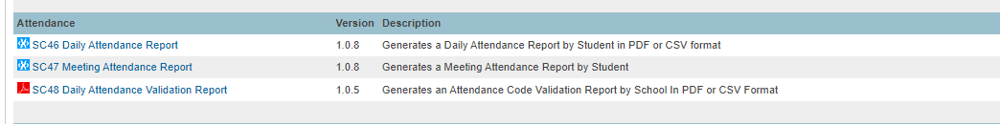 Attendance Version Description
SC46 Daily Attendance Report 1.0.8 Generates a Daily Attendance Report by Student in PDF or CSV format
SC47 Meeting Attendance Report 1.0.8 Generates a Meeting Attendance Report by Student
SC48 Daily Attendance Validation Report 1.0.5 Generates an Attendance Code Validation Report by School In PDF or CSV Format